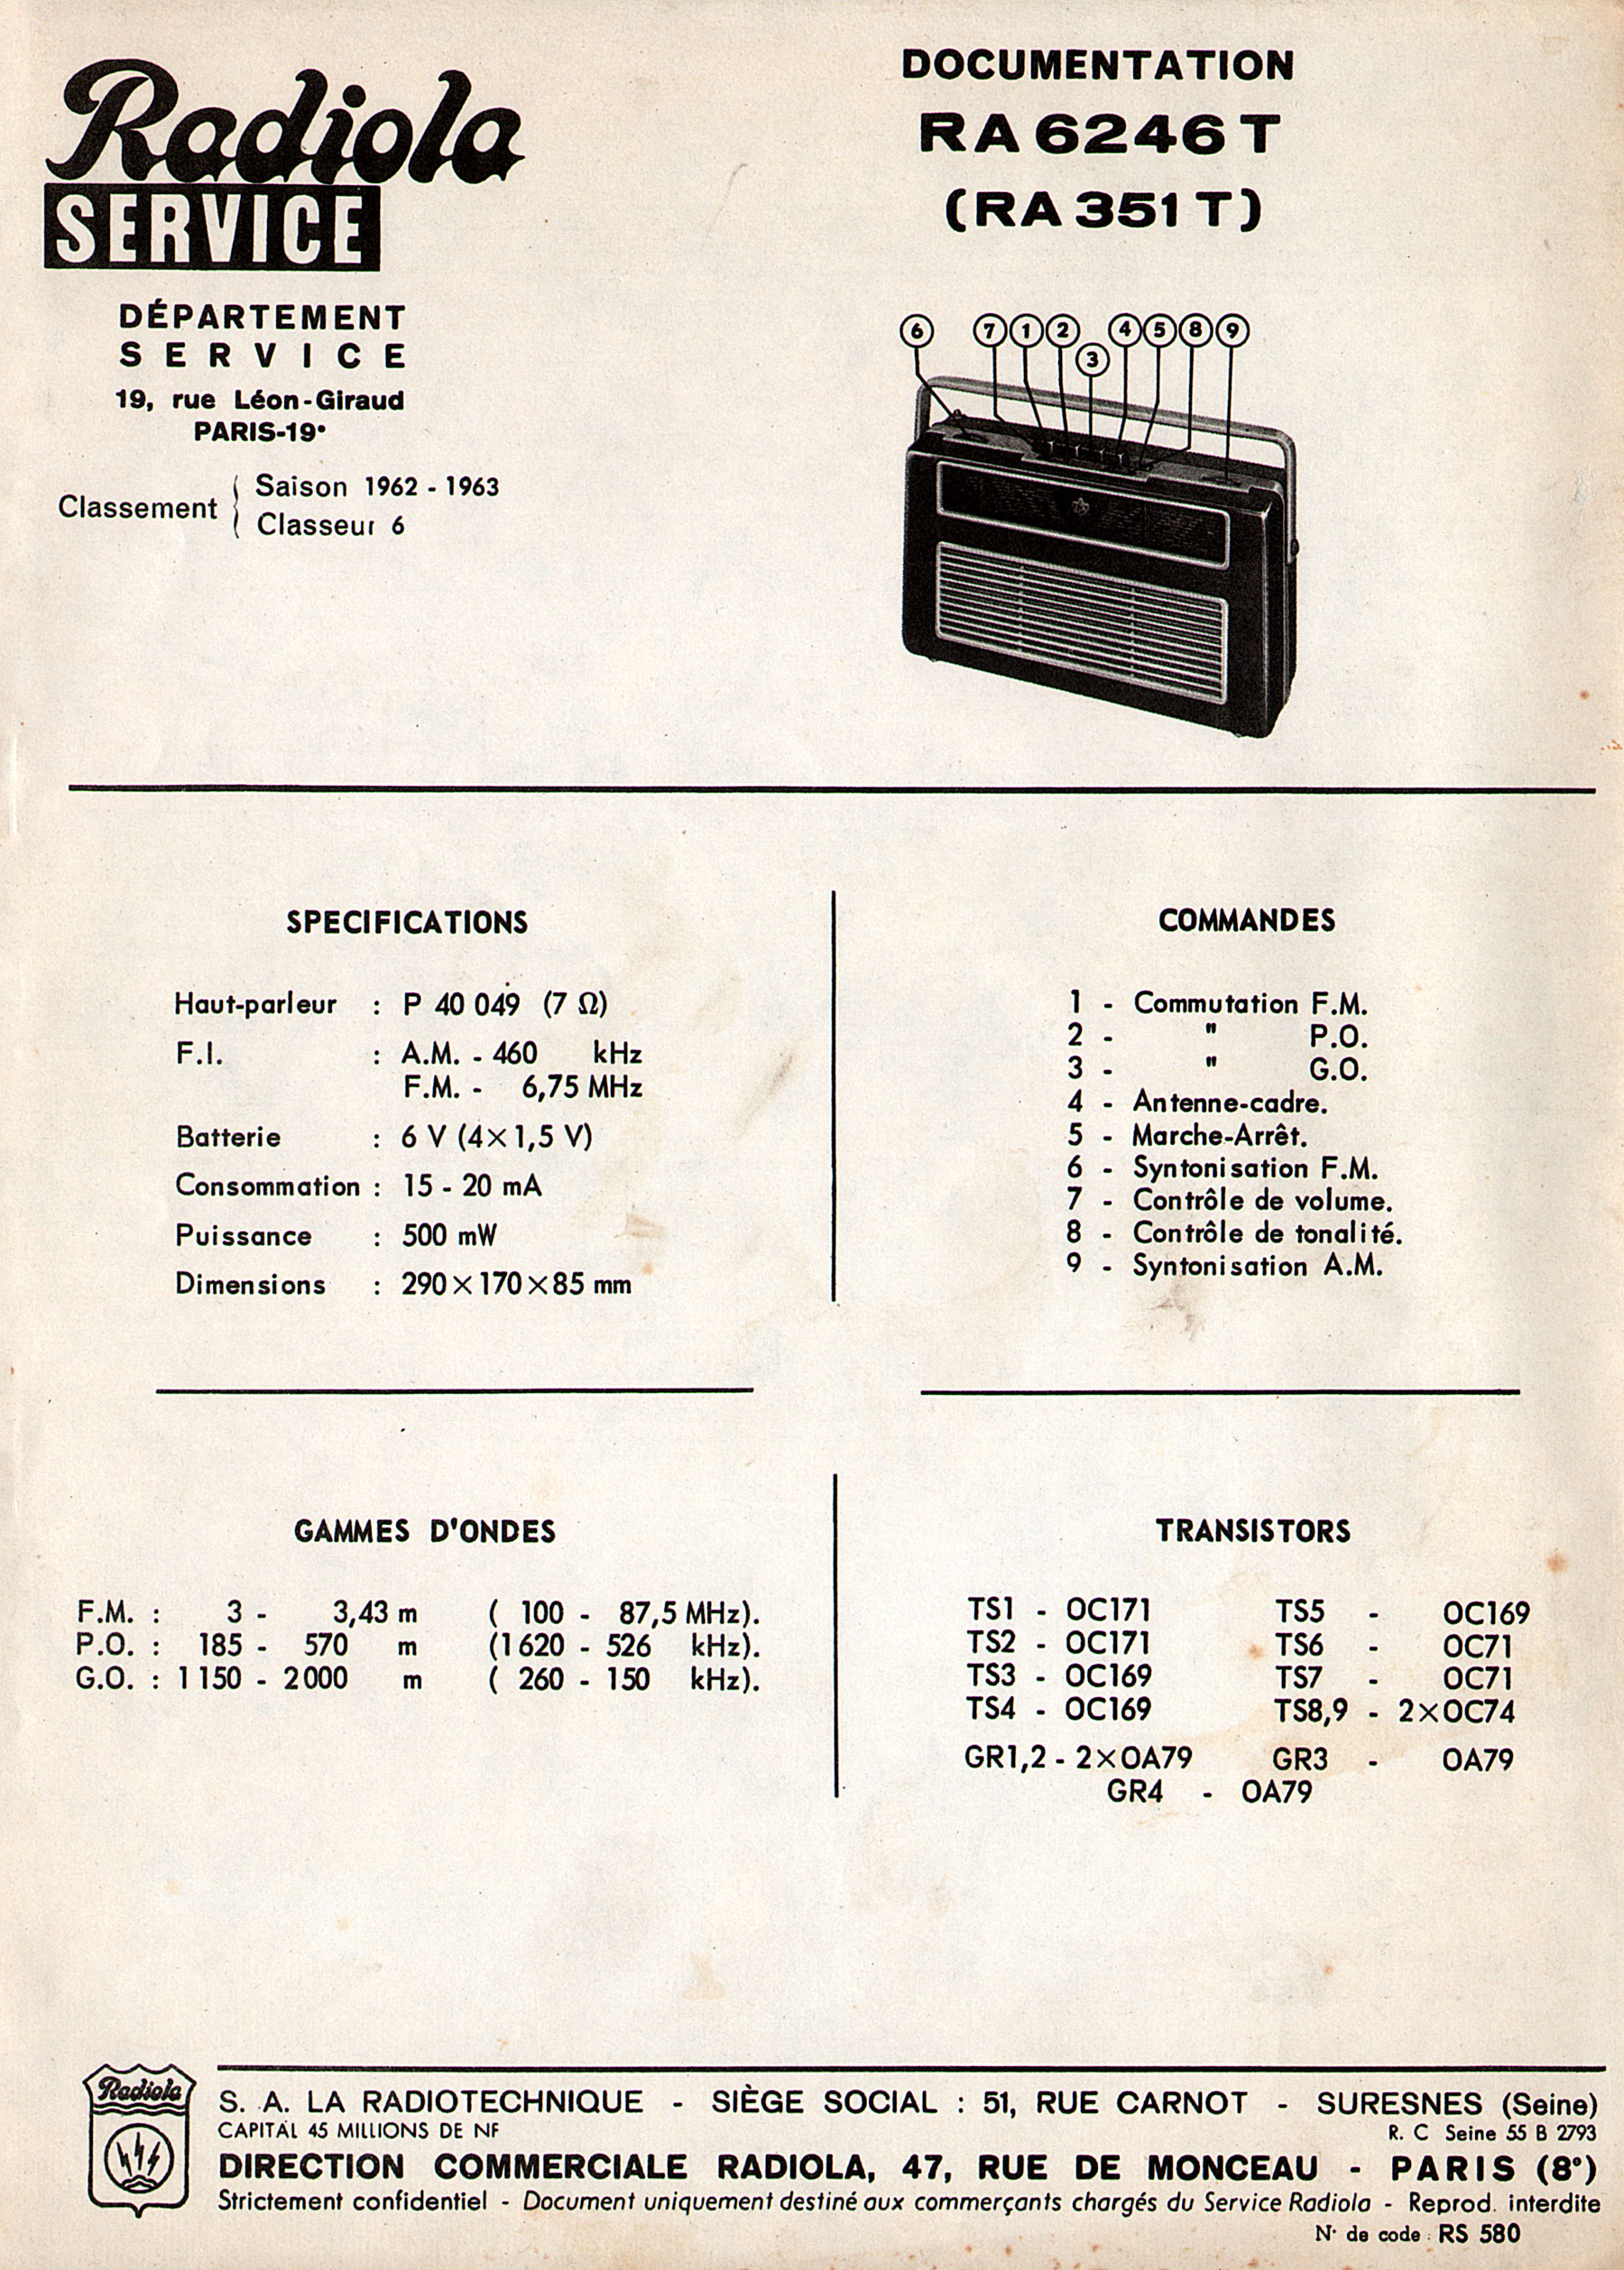 Radiola
SERVICE
DÉPARTEMENT
SERVICE
19, rue Léon-Giraud
PARIS-19e
Classement
Saison 1962 - 1963
Classeur 6
DOCUMENTATION
RA 6246 T
(RA 351 T)
6 7 1 2 3 4 5 8 9
SPECIFICATIONS
Haut-parleur : P 40 049 (7 Ω)
F.I. : A.M. - 460 kHz
F.M. - 6,75 MHz
Batterie : 6 V (4×1,5 V)
Consommation : 15 - 20 mA
Puissance : 500 mW
Dimensions : 290×170×85 mm
COMMANDES
1 - Commutation F.M.
2 - " P.O.
3 - " G.O.
4 - Antenne-cadre.
5 - Marche-Arrêt.
6 - Syntonisation F.M.
7 - Contrôle de volume.
8 - Contrôle de tonalité.
9 - Syntonisation A.M.
GAMMES D'ONDES
F.M. : 3 - 3,43 m ( 100 - 87,5 MHz).
P.O. : 185 - 570 m (1620 - 526 kHz).
G.O. : 1150 - 2000 m ( 260 - 150 kHz).
TRANSISTORS
TS1 - OC171 TS5 - OC169
TS2 - OC171 TS6 - OC71
TS3 - OC169 TS7 - OC71
TS4 - OC169 TS8,9 - 2×OC74
GR1,2 - 2×OA79 GR3 - OA79
GR4 - OA79
Radiola
S. A. LA RADIOTECHNIQUE - SIÈGE SOCIAL : 51, RUE CARNOT - SURESNES (Seine)
CAPITAL 45 MILLIONS DE NF R. C Seine 55 B 2793
DIRECTION COMMERCIALE RADIOLA, 47, RUE DE MONCEAU - PARIS (8e)
Strictement confidentiel - Document uniquement destiné aux commerçants chargés du Service Radiola - Reprod. interdite
N° de code : RS 580